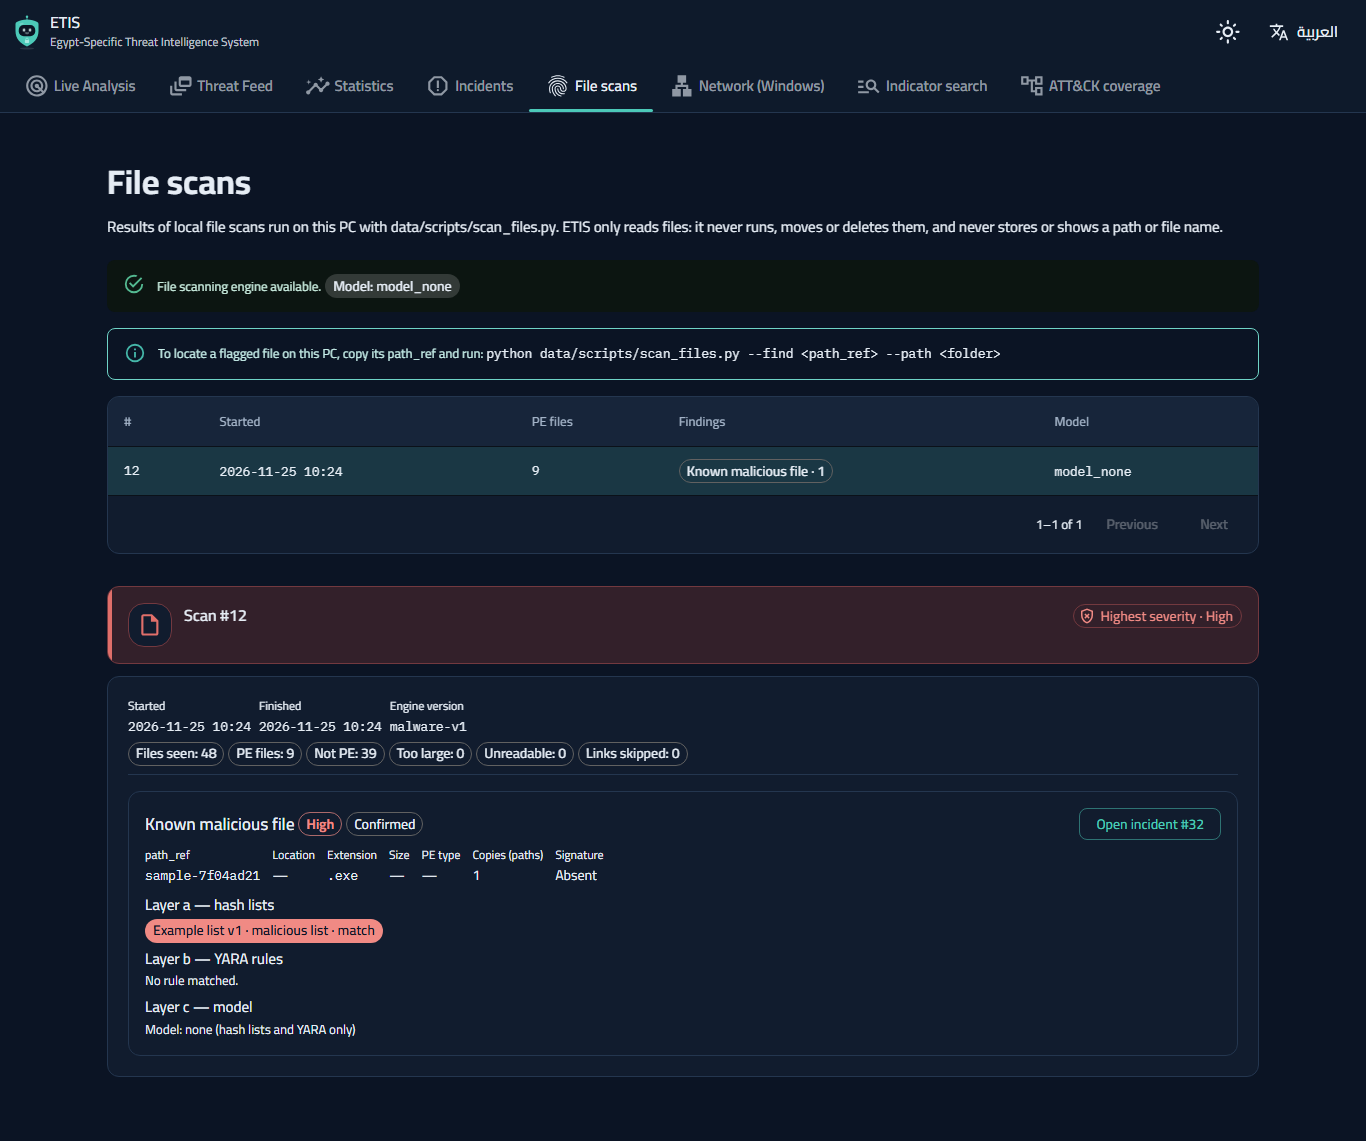 ETIS
Egypt-Specific Threat Intelligence System
العربية
Live Analysis
Threat Feed
Statistics
Incidents
File scans
Network (Windows)
Indicator search
ATT&CK coverage
File scans
Results of local file scans run on this PC with data/scripts/scan_files.py. ETIS only reads files: it never runs, moves or deletes them, and never stores or shows a path or file name.
File scanning engine available. Model: model_none
To locate a flagged file on this PC, copy its path_ref and run: python data/scripts/scan_files.py --find <path_ref> --path <folder>
# Started PE files Findings Model
12 2026-11-25 10:24 9 Known malicious file · 1 model_none
1–1 of 1 Previous Next
Scan #12
Highest severity · High
Started Finished Engine version
2026-11-25 10:24 2026-11-25 10:24 malware-v1
Files seen: 48 PE files: 9 Not PE: 39 Too large: 0 Unreadable: 0 Links skipped: 0
Known malicious file High Confirmed
Open incident #32
path_ref Location Extension Size PE type Copies (paths) Signature
sample-7f04ad21 — .exe — — 1 Absent
Layer a — hash lists
Example list v1 · malicious list · match
Layer b — YARA rules
No rule matched.
Layer c — model
Model: none (hash lists and YARA only)